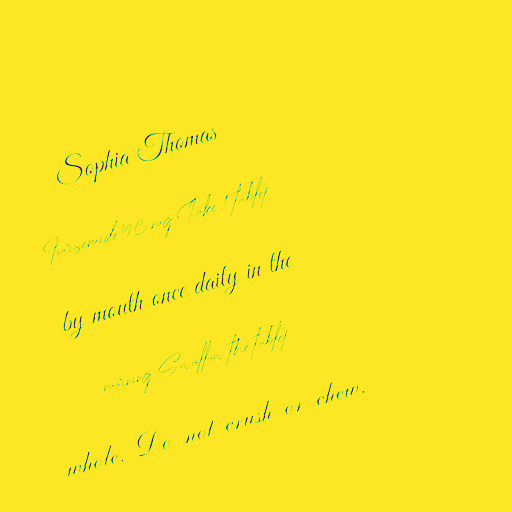 Sophia Thomas
Furosemide 40 mg Take 1 tablet
by mouth once daily in the
morning. Swallow the tablet
whole. Do not crush or chew.